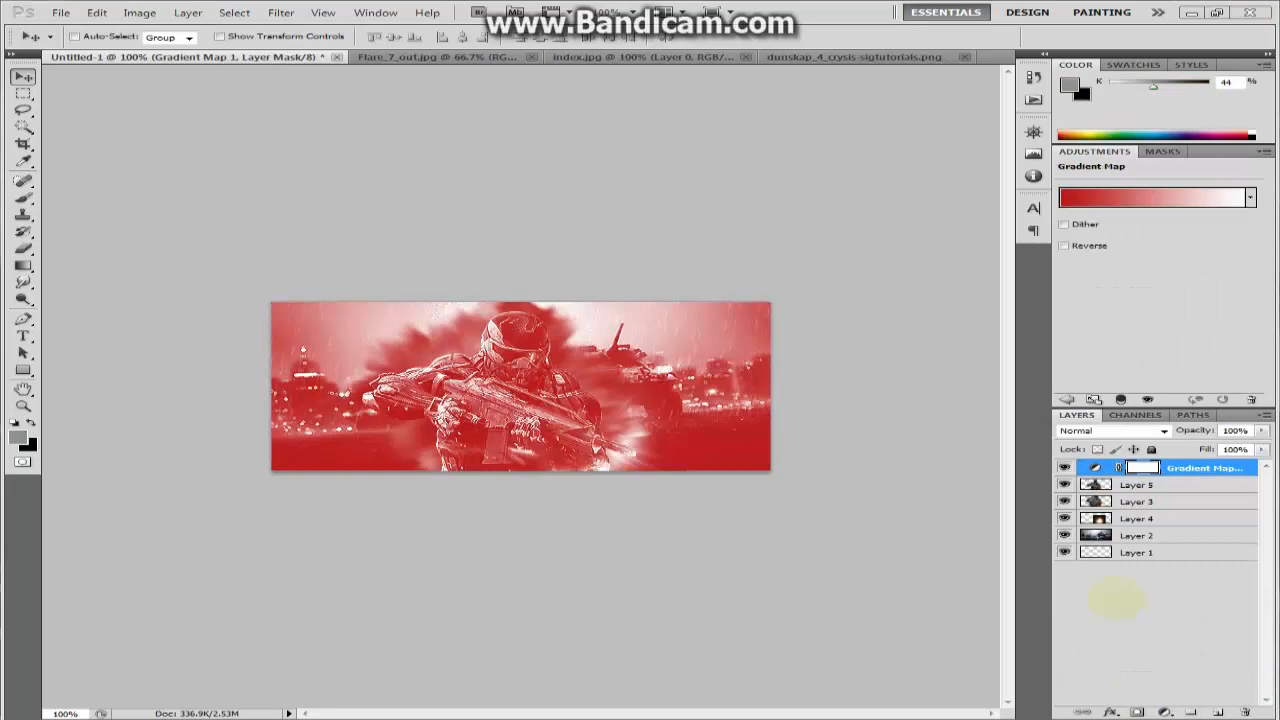 Ps File Edit Image Layer Select Filter View Window Help Br Mb 100% ESSENTIALS DESIGN PAINTING
www.Bandicam.com
Auto-Select: Group Show Transform Controls
Untitled-1 @ 100% (Gradient Map 1, Layer Mask/8) * Flare_7_out.jpg @ 66.7% (RG... index.jpg @ 100% (Layer 0, RGB/... dunskap_4_crysis-sigtutorials.png
COLOR SWATCHES STYLES
K 44 %
ADJUSTMENTS MASKS
Gradient Map
Dither
Reverse
LAYERS CHANNELS PATHS
Normal Opacity: 100%
Lock: Fill: 100%
Gradient Map...
Layer 5
Layer 3
Layer 4
Layer 2
Layer 1
100% Doc: 336.9K/2.53M